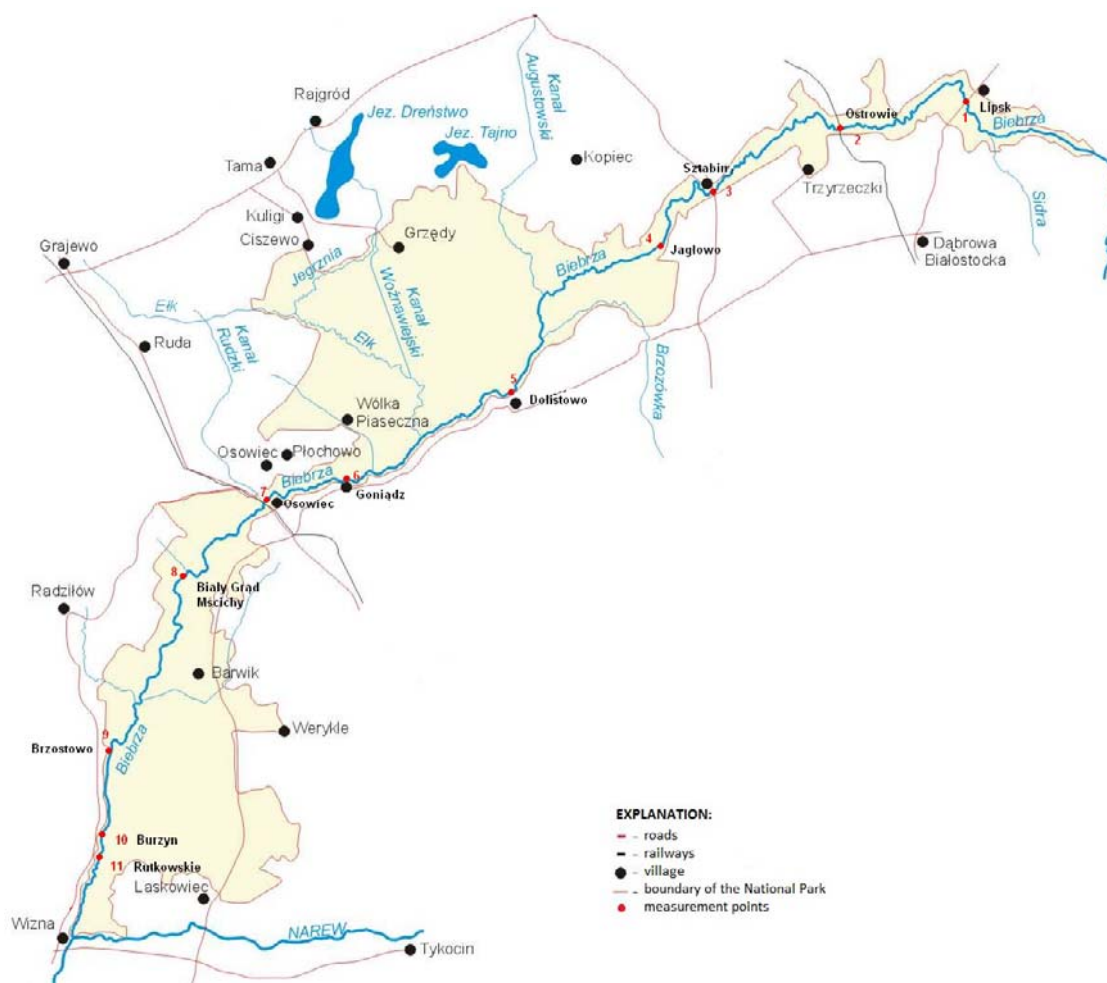 Rajgród
Jez. Dreństwo
Jez. Tajno
Kanał
Augustowski
Kopiec
Ostrowie
2
Lipsk
1
Biebrza
Sidra
Tama
Kuligi
Ciszewo
Grzędy
Sztabin
3
Trzyrzeczki
Dąbrowa
Białostocka
Grajewo
Jegrznia
Kanał
Woźnawiejski
Biebrza
4
Jagłowo
Ełk
Kanał
Rudzki
Ełk
Ruda
Brzozówka
5
Dolistowo
Wólka
Piaseczna
Osowiec
Płochowo
Biebrza
6
Goniądz
7
Osowiec
8
Biały Grąd
Mścichy
Radziłów
Barwik
Werykle
9
Brzostowo
Biebrza
10 Burzyn
11 Rutkowskie
Laskowiec
Wizna
NAREW
Tykocin
EXPLANATION:
- roads
- railways
- village
- boundary of the National Park
- measurement points